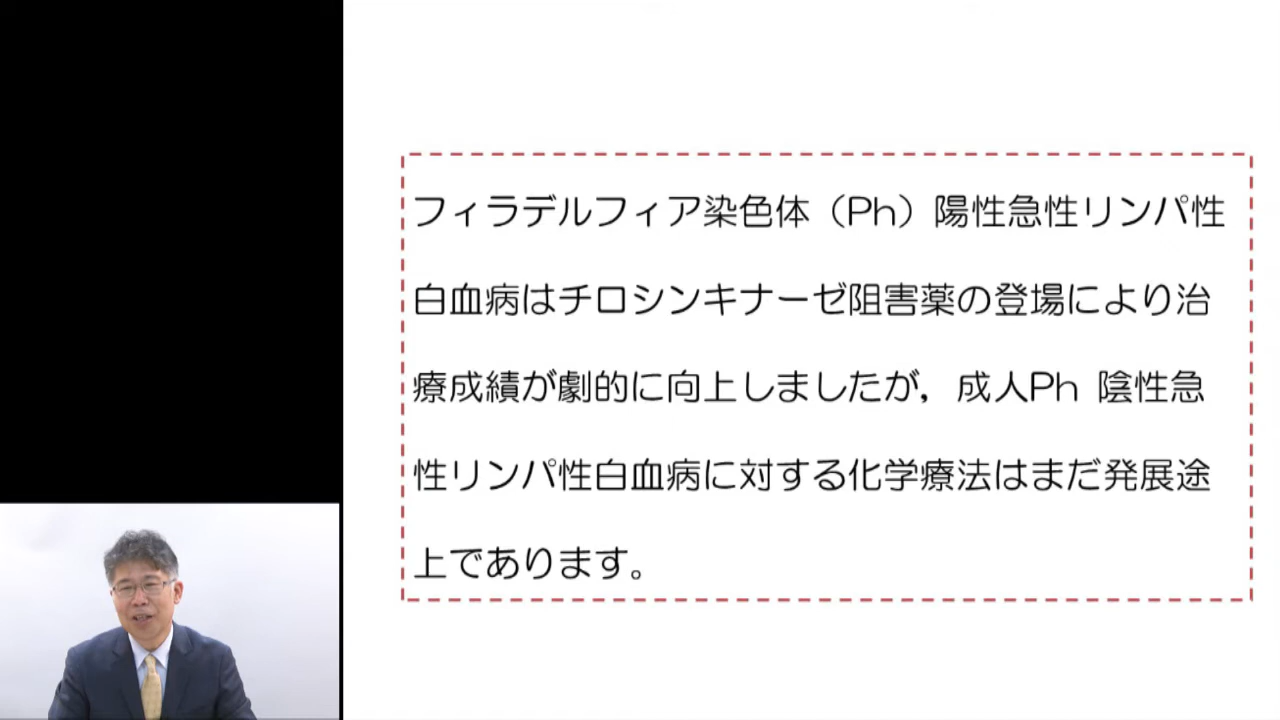 フィラデルフィア染色体（Ph）陽性急性リンパ性
白血病はチロシンキナーゼ阻害薬の登場により治
療成績が劇的に向上しましたが，成人Ph 陰性急
性リンパ性白血病に対する化学療法はまだ発展途
上であります。